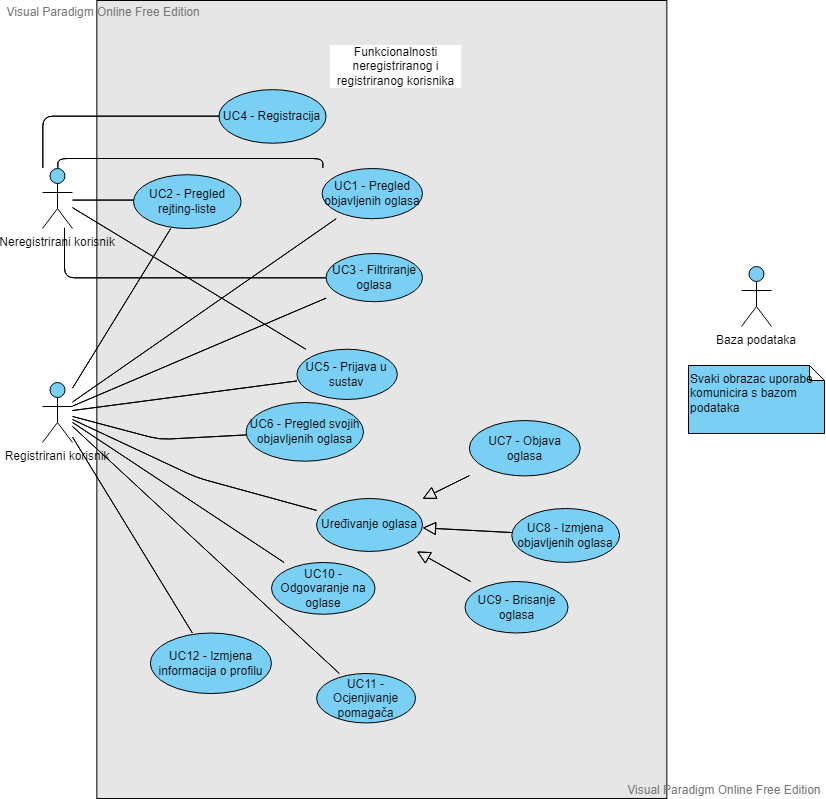 Visual Paradigm Online Free Edition
Funkcionalnosti
neregistriranog i
registriranog korisnika
UC4 - Registracija
UC2 - Pregled
rejting-liste
UC1 - Pregled
objavljenih oglasa
Neregistrirani korisnik
UC3 - Filtriranje
oglasa
Baza podataka
Svaki obrazac uporabe
komunicira s bazom
podataka
UC5 - Prijava u
sustav
UC6 - Pregled svojih
objavljenih oglasa
Registrirani korisnik
UC7 - Objava
oglasa
Uređivanje oglasa
UC8 - Izmjena
objavljenih oglasa
UC10 -
Odgovaranje na
oglase
UC9 - Brisanje
oglasa
UC12 - Izmjena
informacija o profilu
UC11 -
Ocjenjivanje
pomagača
Visual Paradigm Online Free Edition